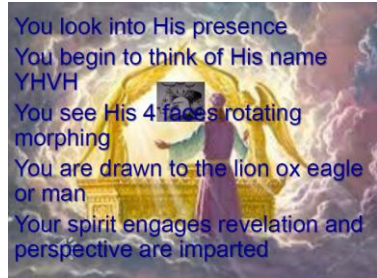 You look into His presence
You begin to think of His name
YHVH
You see His 4 faces rotating
morphing
You are drawn to the lion ox eagle
or man
Your spirit engages revelation and
perspective are imparted